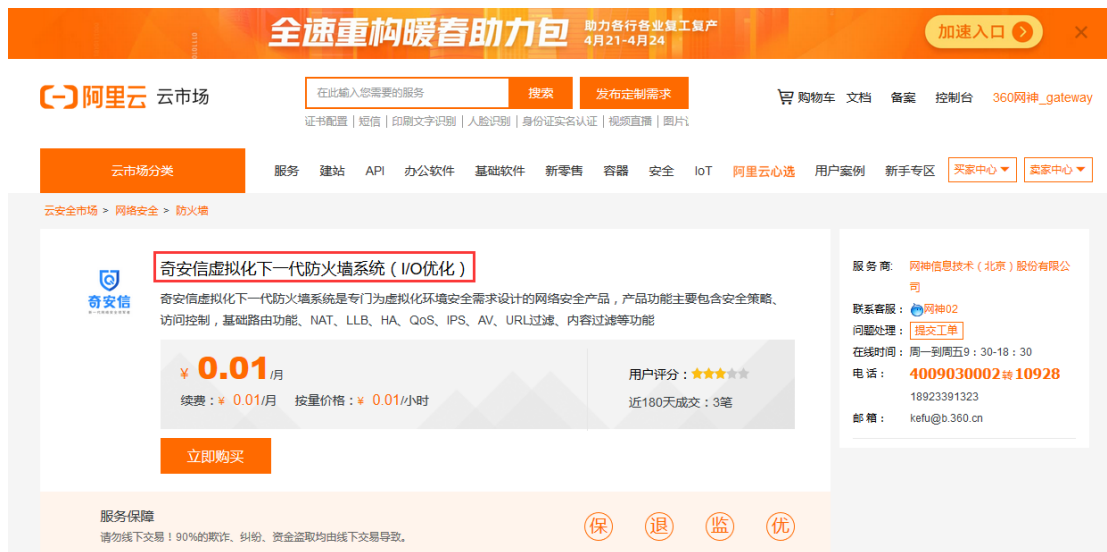 全速重构暖春助力包
助力各行各业复工复产
4月21-4月24
加速入口
阿里云 云市场
在此输入您需要的服务
搜索
发布定制需求
购物车 文档 备案 控制台 360网神_gateway
证书配置 | 短信 | 印刷文字识别 | 人脸识别 | 身份证实名认证 | 视频直播 | 图片
云市场分类
服务 建站 API 办公软件 基础软件 新零售 容器 安全 IoT 阿里云心选 用户案例 新手专区 买家中心 卖家中心
云安全市场 > 网络安全 > 防火墙
奇安信
奇安信虚拟化下一代防火墙系统（I/O优化）
奇安信虚拟化下一代防火墙系统是专门为虚拟化环境安全需求设计的网络安全产品，产品功能主要包含安全策略、
访问控制，基础路由功能、NAT、LLB、HA、QoS、IPS、AV、URL过滤、内容过滤等功能
¥ 0.01 /月
续费：¥ 0.01/月 按量价格：¥ 0.01/小时
用户评分：
近180天成交：3笔
立即购买
服务保障
请勿线下交易！90%的欺诈、纠纷、资金盗取均由线下交易导致。
保 退 监 优
服务商： 网神信息技术（北京）股份有限公
司
联系客服： 网神02
问题处理： 提交工单
在线时间： 周一到周五9：30-18：30
电话： 4009030002转10928
18923391323
邮箱： kefu@b.360.cn